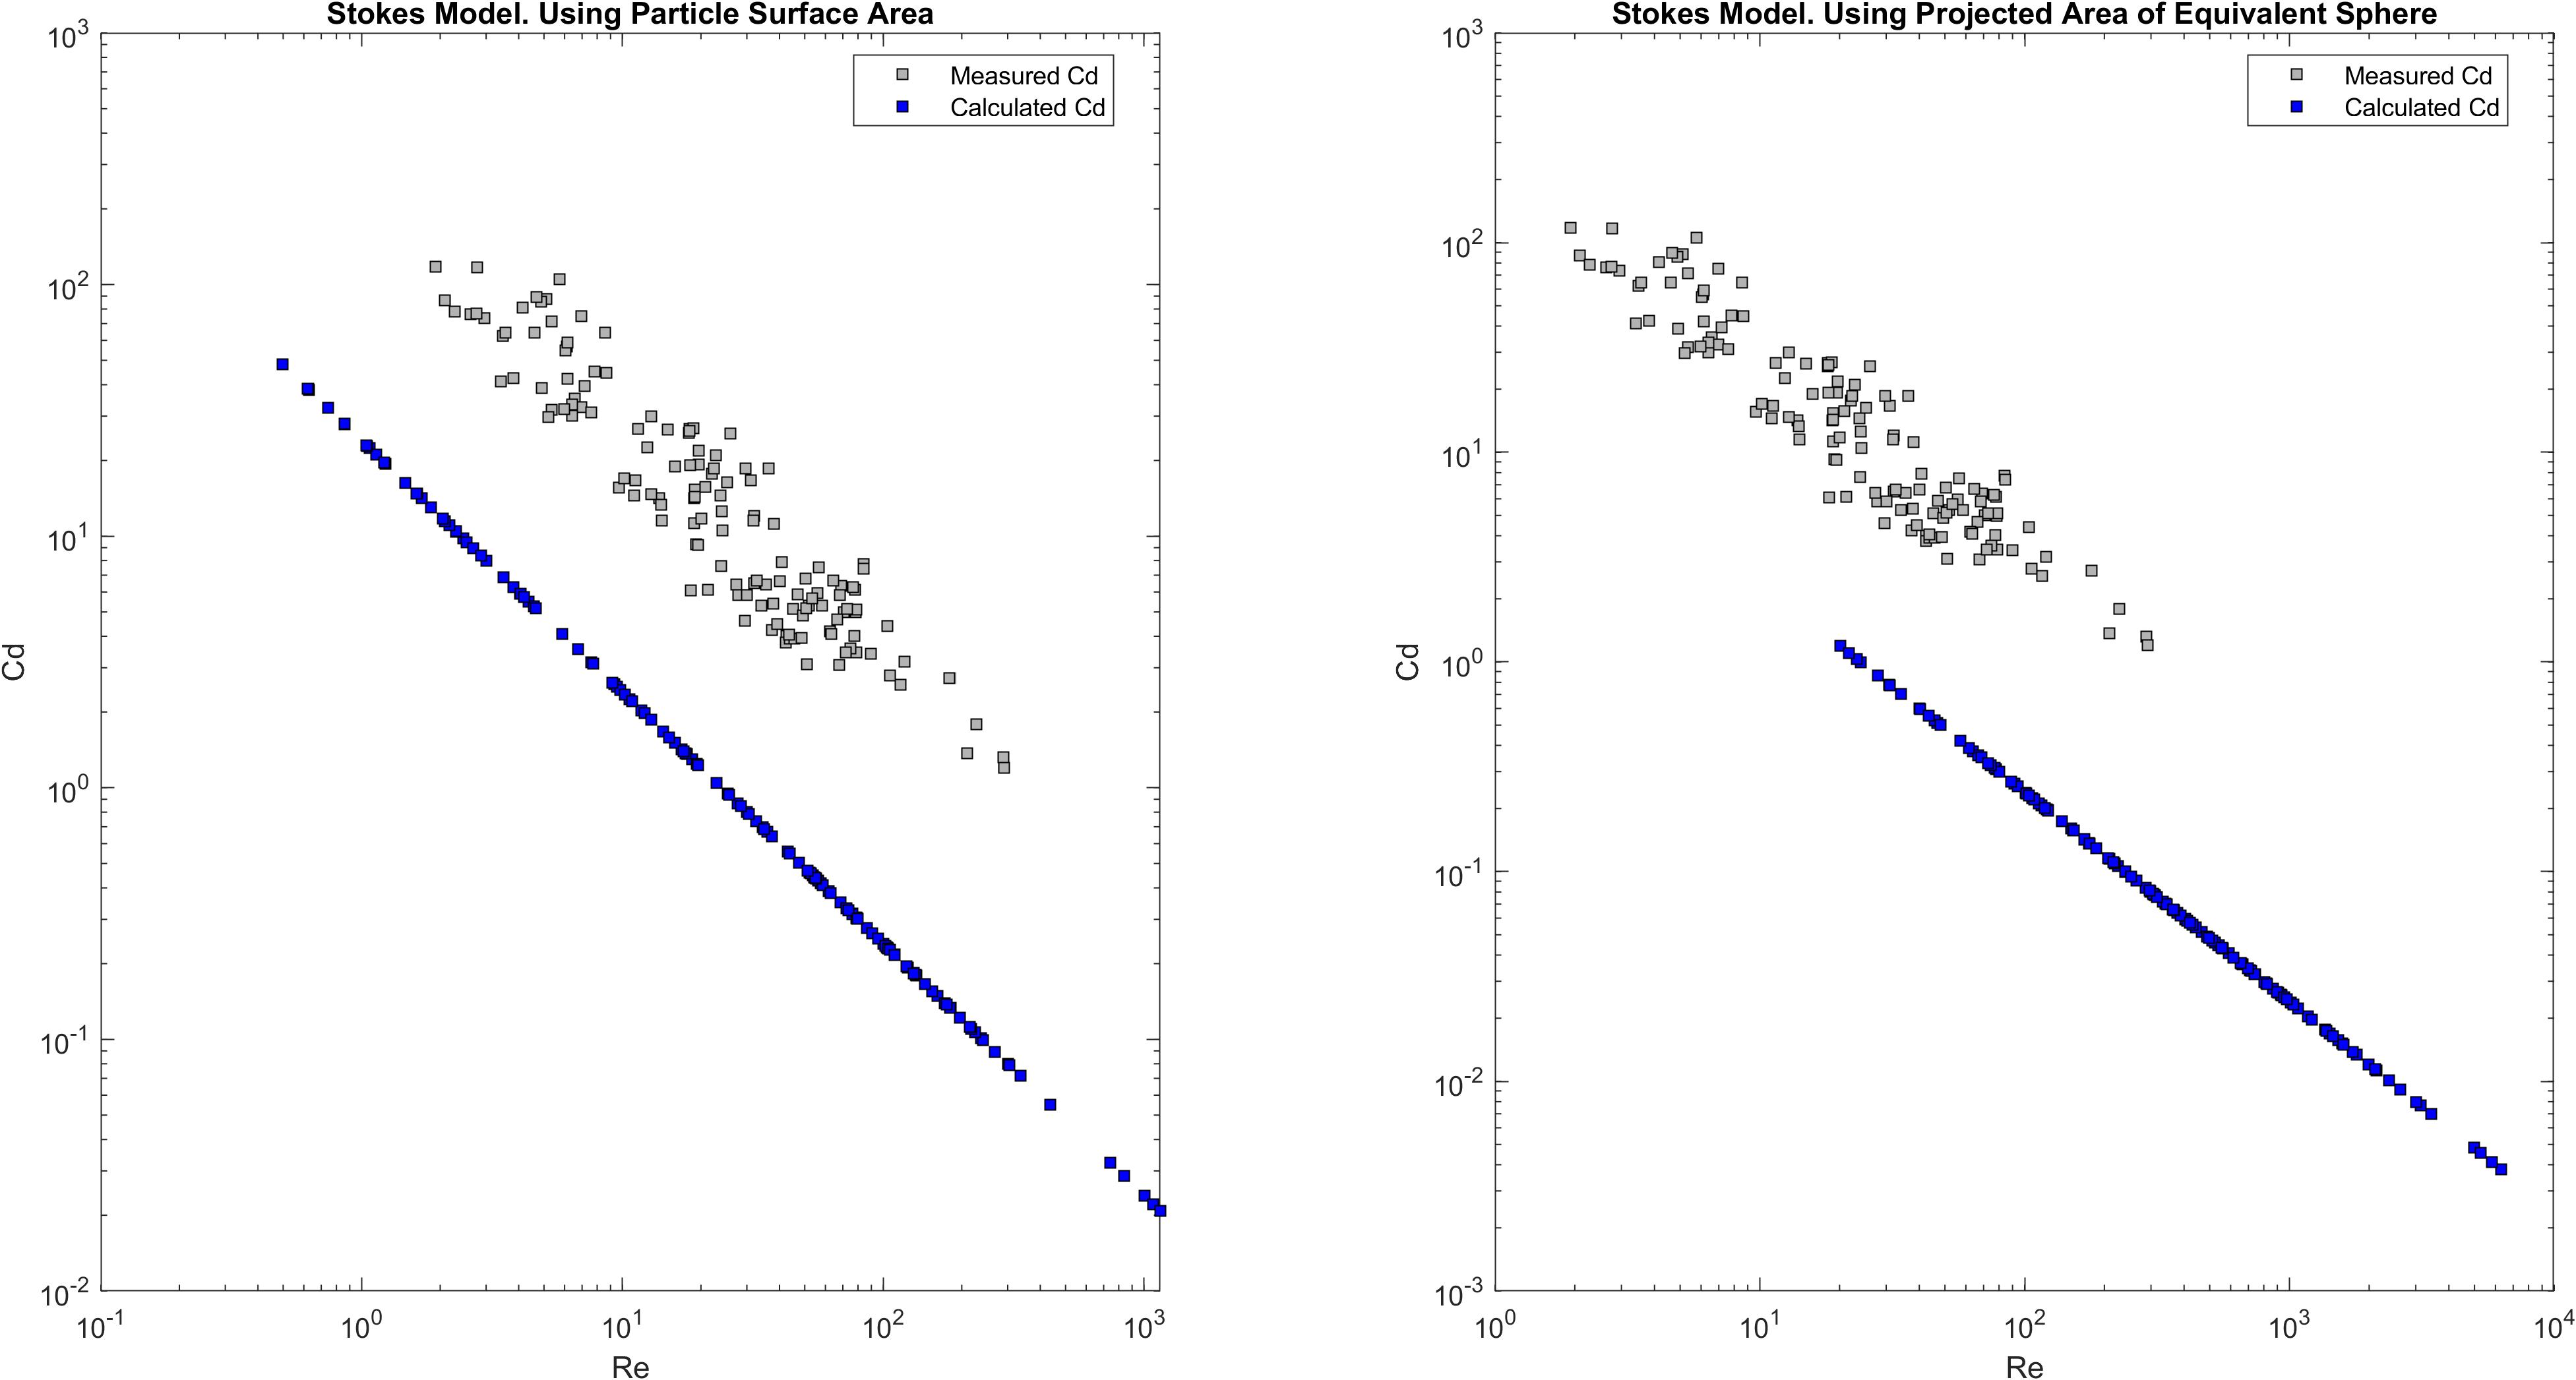 Stokes Model. Using Particle Surface Area
Measured Cd
Calculated Cd
10^3
10^2
10^1
10^0
10^-1
10^-2
Cd
10^-1
10^0
10^1
10^2
10^3
Re
Stokes Model. Using Projected Area of Equivalent Sphere
Measured Cd
Calculated Cd
10^3
10^2
10^1
10^0
10^-1
10^-2
10^-3
Cd
10^0
10^1
10^2
10^3
10^4
Re